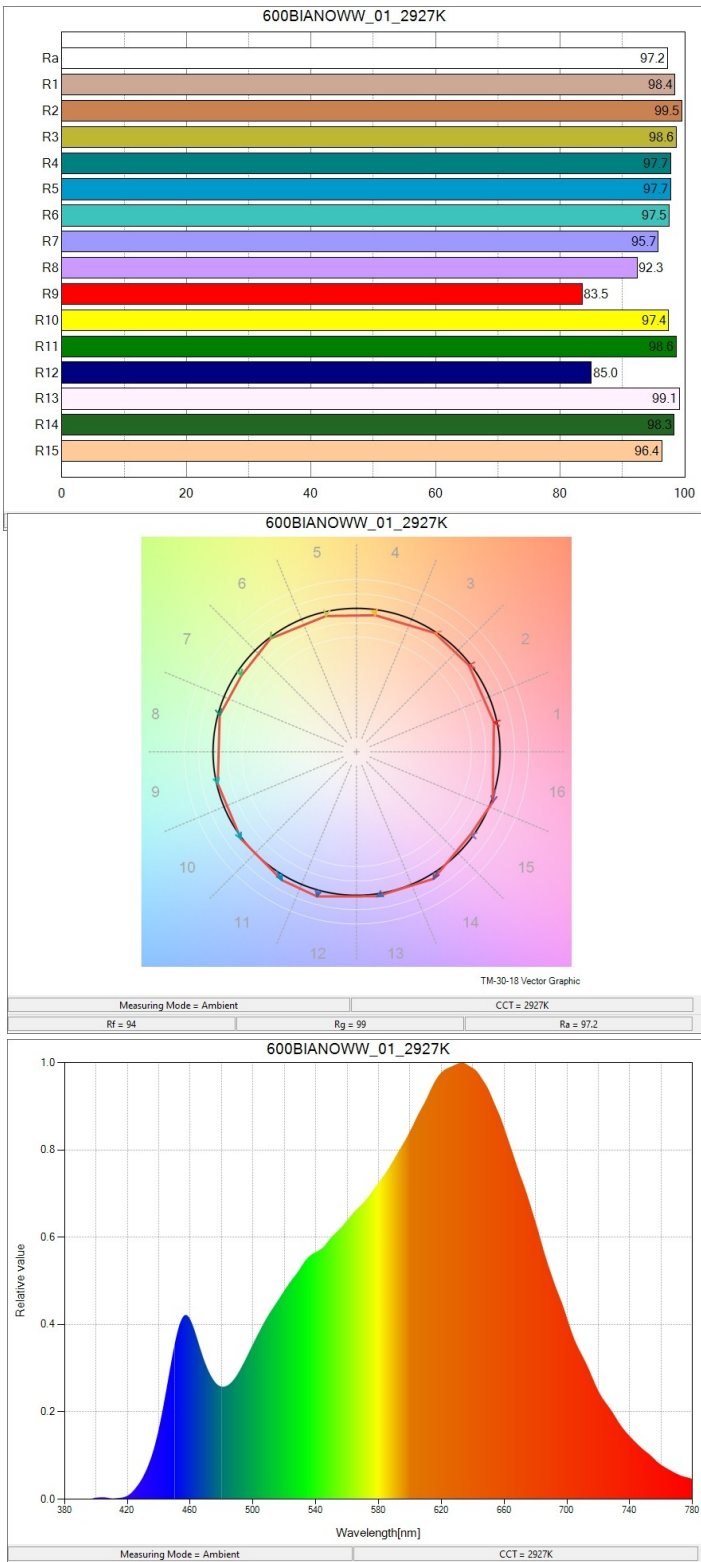 600BIANOWW_01_2927K
Ra 97.2
R1 98.4
R2 99.5
R3 98.6
R4 97.7
R5 97.7
R6 97.5
R7 95.7
R8 92.3
R9 83.5
R10 97.4
R11 98.6
R12 85.0
R13 99.1
R14 98.3
R15 96.4
0 20 40 60 80 100
600BIANOWW_01_2927K
5 4
6 3
7 2
8 1
9 16
10 15
11 14
12 13
TM-30-18 Vector Graphic
Measuring Mode = Ambient CCT = 2927K
Rf = 94 Rg = 99 Ra = 97.2
600BIANOWW_01_2927K
1.0
0.8
0.6
Relative value
0.4
0.2
0.0
380 420 460 500 540 580 620 660 700 740 780
Wavelength[nm]
Measuring Mode = Ambient CCT = 2927K